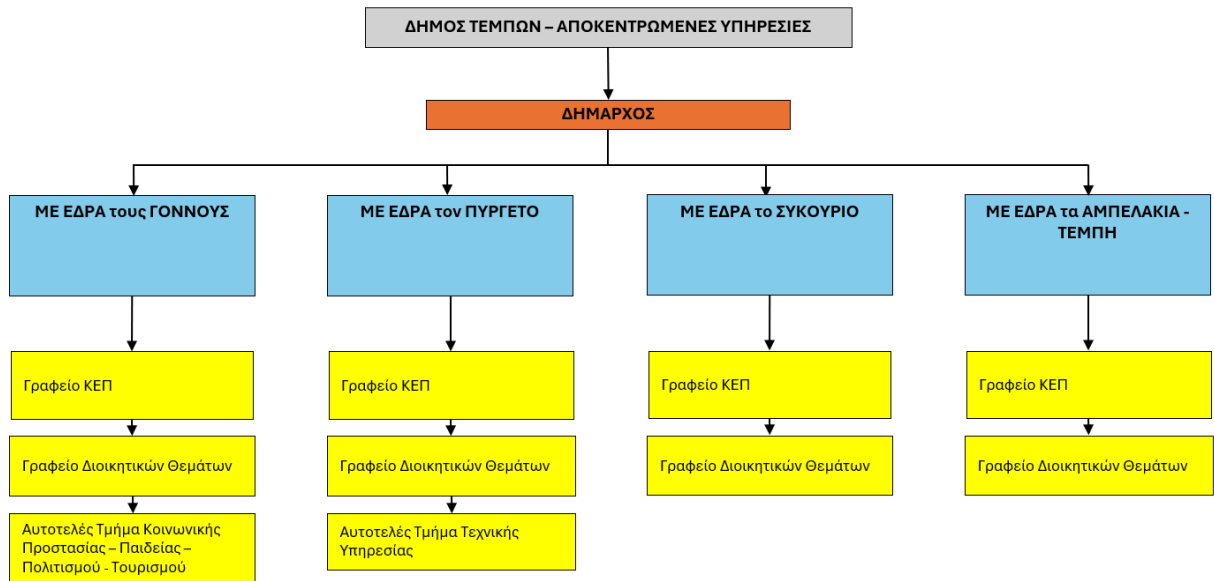 ΔΗΜΟΣ ΤΕΜΠΩΝ – ΑΠΟΚΕΝΤΡΩΜΕΝΕΣ ΥΠΗΡΕΣΙΕΣ
ΔΗΜΑΡΧΟΣ
ΜΕ ΕΔΡΑ τους ΓΟΝΝΟΥΣ
ΜΕ ΕΔΡΑ τον ΠΥΡΓΕΤΟ
ΜΕ ΕΔΡΑ το ΣΥΚΟΥΡΙΟ
ΜΕ ΕΔΡΑ τα ΑΜΠΕΛΑΚΙΑ -
ΤΕΜΠΗ
Γραφείο ΚΕΠ
Γραφείο ΚΕΠ
Γραφείο ΚΕΠ
Γραφείο ΚΕΠ
Γραφείο Διοικητικών Θεμάτων
Γραφείο Διοικητικών Θεμάτων
Γραφείο Διοικητικών Θεμάτων
Γραφείο Διοικητικών Θεμάτων
Αυτοτελές Τμήμα Κοινωνικής
Προστασίας – Παιδείας –
Πολιτισμού - Τουρισμού
Αυτοτελές Τμήμα Τεχνικής
Υπηρεσίας